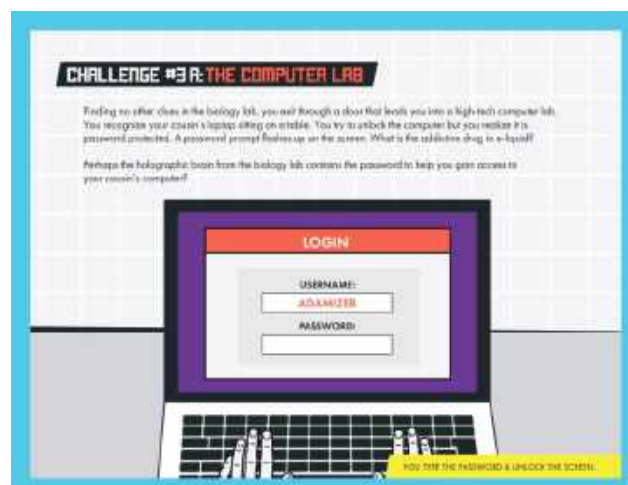 CHALLENGE #3 A: THE COMPUTER LAB
Finding no other clues in the biology lab, you exit through a door that leads you into a high-tech computer lab.
You recognize your cousin's laptop sitting on a table. You try to unlock the computer but you realize it is
password protected. A password prompt flashes up on the screen. What is the addictive drug in e-liquid?
Perhaps the holographic brain from the biology lab contains the password to help you gain access to
your cousin's computer?
LOGIN
USERNAME:
ADAMIZER
PASSWORD:
YOU TYPE THE PASSWORD & UNLOCK THE SCREEN.